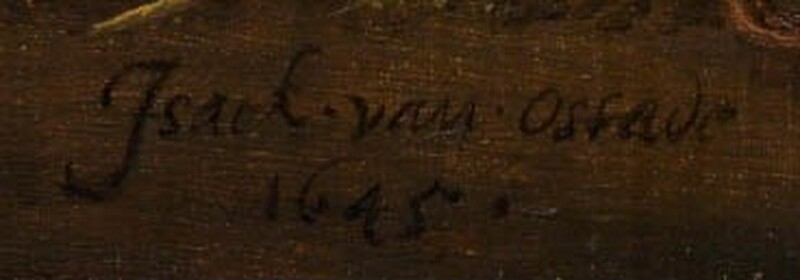 Isack · van · Ostade
1645 ·